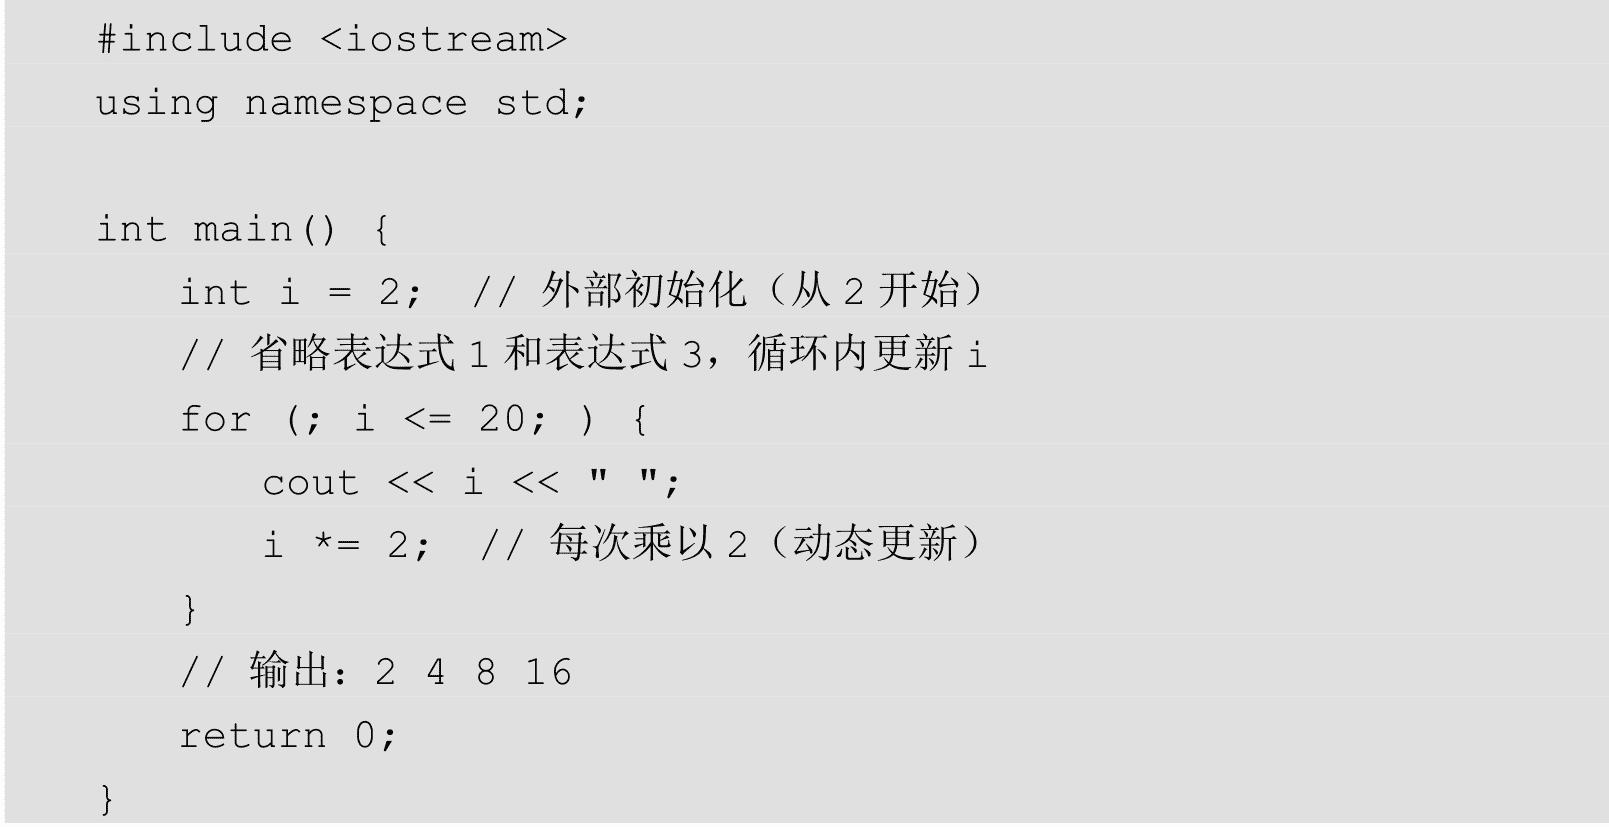 #include <iostream>
using namespace std;
int main() {
int i = 2; // 外部初始化（从 2 开始）
// 省略表达式 1 和表达式 3，循环内更新 i
for (; i <= 20; ) {
cout << i << " ";
i *= 2; // 每次乘以 2（动态更新）
}
// 输出：2 4 8 16
return 0;
}